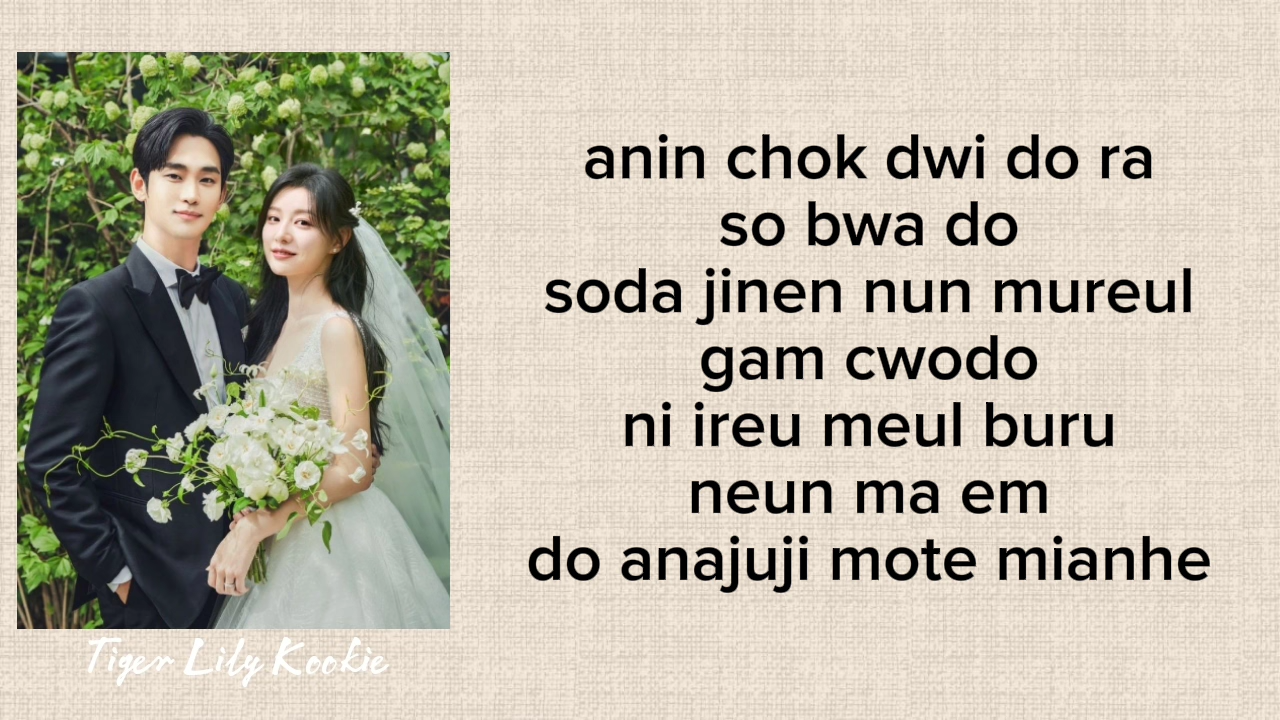 anin chok dwi do ra
so bwa do
soda jinen nun mureul
gam cwodo
ni ireu meul buru
neun ma em
do anajuji mote mianhe
Tiger Lily Kookie